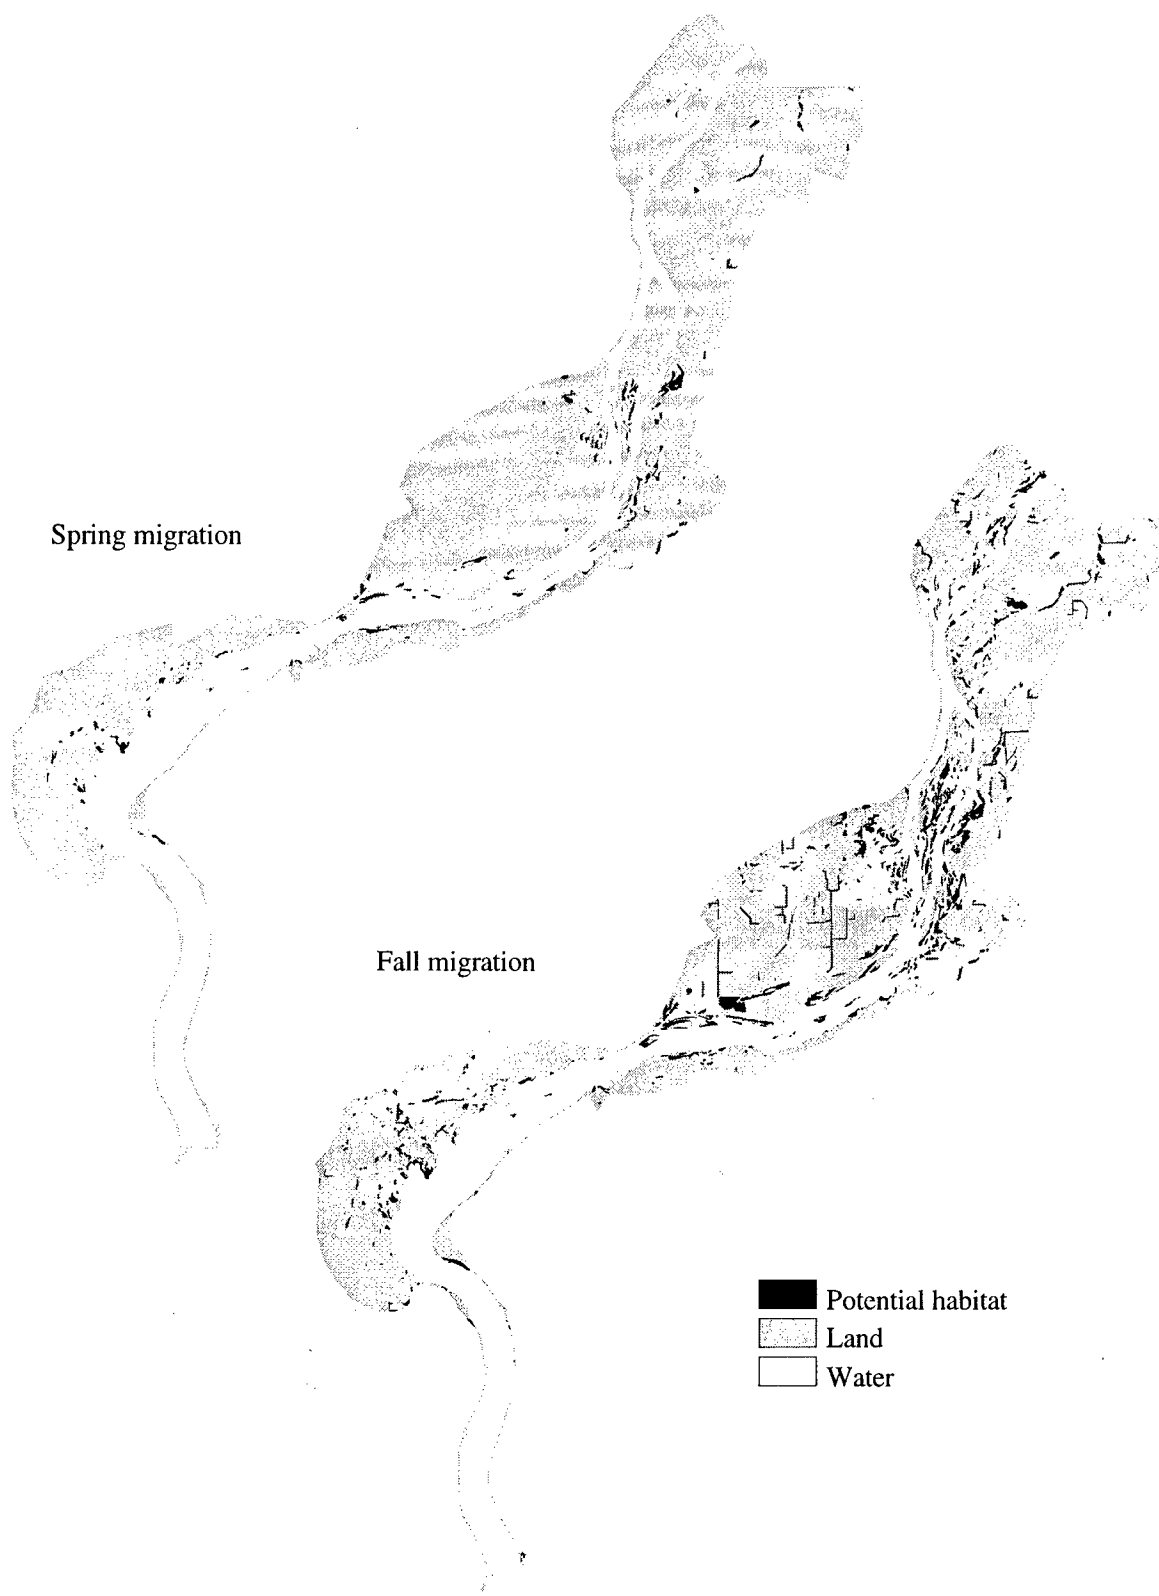 Spring migration
Fall migration
Potential habitat
Land
Water